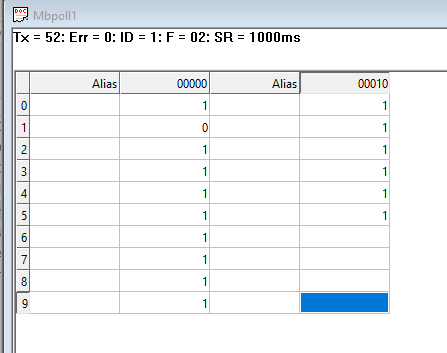 Mbpoll1
Tx = 52: Err = 0: ID = 1: F = 02: SR = 1000ms
Alias 00000 Alias 00010
0 1 1
1 0 1
2 1 1
3 1 1
4 1 1
5 1 1
6 1
7 1
8 1
9 1